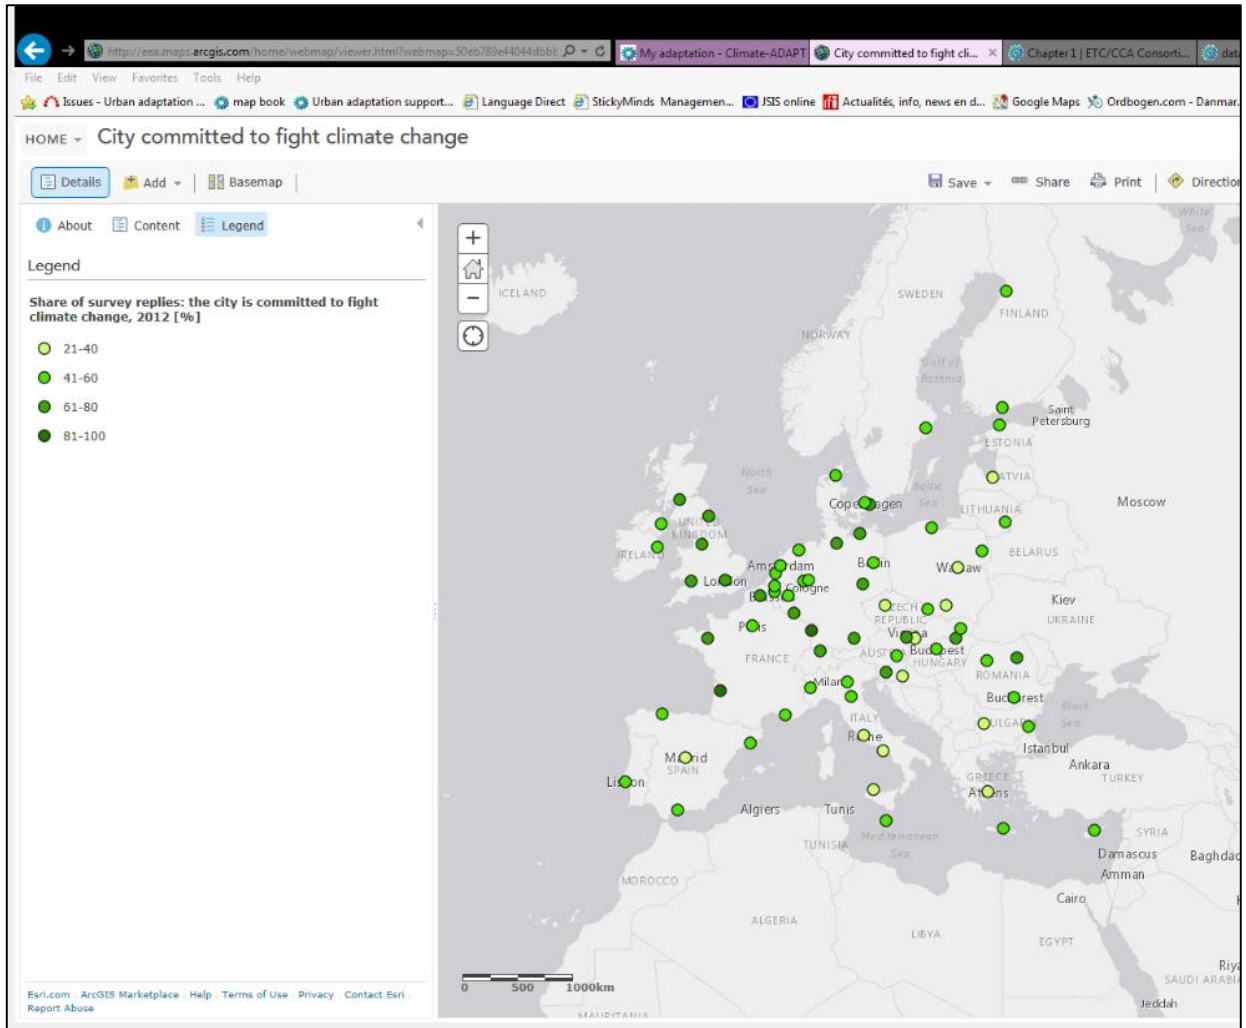 http://eea.maps.arcgis.com/home/webmap/viewer.html?webmap=50eb789e44044dbbb
My adaptation - Climate-ADAPT
City committed to fight cli...
Chapter 1 | ETC/CCA Consorti...
dat
File Edit View Favorites Tools Help
Issues - Urban adaptation ... map book Urban adaptation support... Language Direct StickyMinds Managemen... JSIS online Actualités, info, news en d... Google Maps Ordbogen.com - Danmar.
HOME City committed to fight climate change
Details Add Basemap Save Share Print Direction
About Content Legend
Legend
Share of survey replies: the city is committed to fight
climate change, 2012 [%]
21-40
41-60
61-80
81-100
White
Sea
ICELAND
SWEDEN
FINLAND
NORWAY
Gulf of
Bothnia
Saint
Petersburg
ESTONIA
North
Sea
LATVIA
Moscow
Baltic
Sea
Copenhagen
LITHUANIA
UNITED
KINGDOM
IRELAND
BELARUS
Amsterdam
Berlin
Warsaw
London
Cologne
Brussels
Kiev
CZECH
REPUBLIC
UKRAINE
Paris
Vienna
FRANCE
AUSTRIA
Budapest
HUNGARY
ROMANIA
Milan
Bucharest
Black
Sea
ITALY
BULGARIA
Rome
Istanbul
Madrid
SPAIN
Ankara
TURKEY
Lisbon
GREECE
Athens
Algiers
Tunis
Mediterranean
Sea
SYRIA
TUNISIA
Damascus
Baghdad
MOROCCO
Amman
Cairo
ALGERIA
LIBYA
EGYPT
Riy
SAUDI ARABIA
0 500 1000km
Jeddah
MAURITANIA
Esri.com . ArcGIS Marketplace . Help . Terms of Use . Privacy . Contact Esri .
Report Abuse